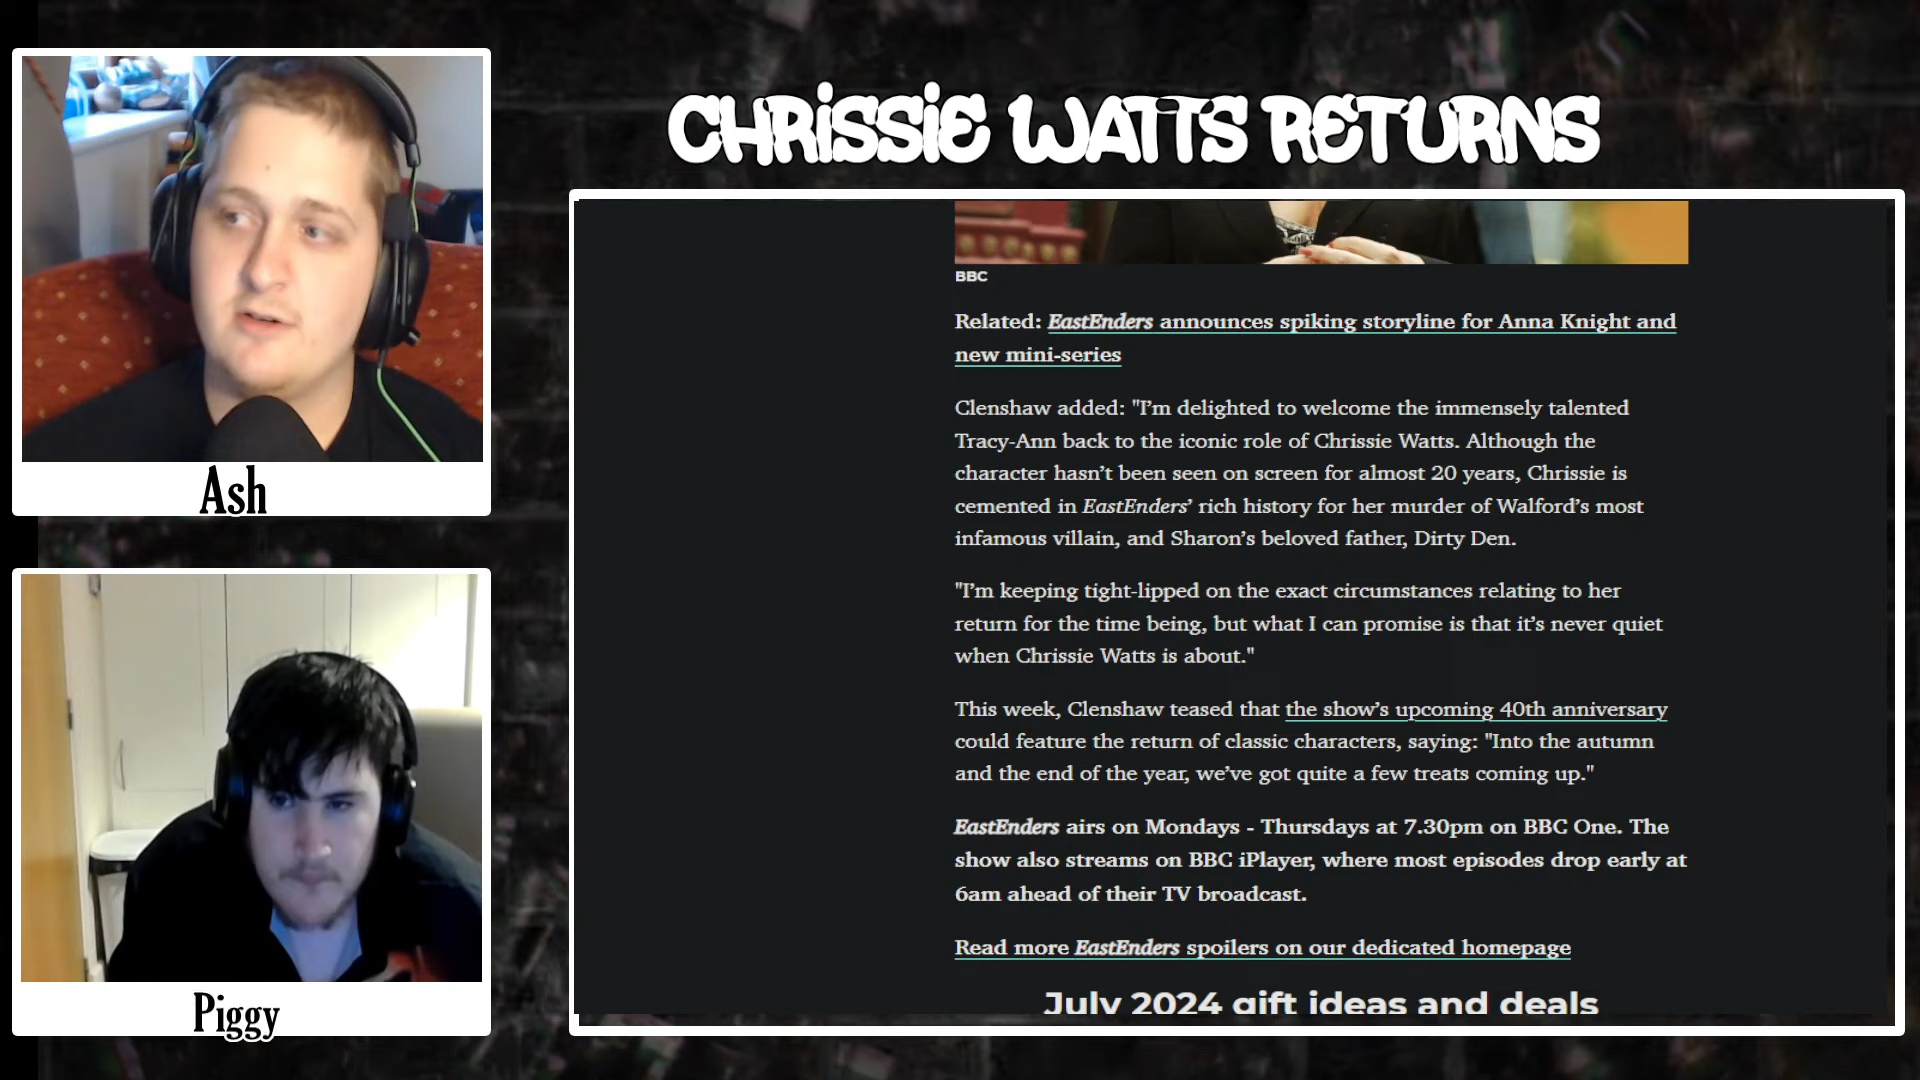 CHRISSIE WATTS RETURNS
Ash
Piggy
BBC
Related: EastEnders announces spiking storyline for Anna Knight and
new mini-series
Clenshaw added: "I'm delighted to welcome the immensely talented
Tracy-Ann back to the iconic role of Chrissie Watts. Although the
character hasn't been seen on screen for almost 20 years, Chrissie is
cemented in EastEnders' rich history for her murder of Walford's most
infamous villain, and Sharon's beloved father, Dirty Den.
"I'm keeping tight-lipped on the exact circumstances relating to her
return for the time being, but what I can promise is that it's never quiet
when Chrissie Watts is about."
This week, Clenshaw teased that the show's upcoming 40th anniversary
could feature the return of classic characters, saying: "Into the autumn
and the end of the year, we've got quite a few treats coming up."
EastEnders airs on Mondays - Thursdays at 7.30pm on BBC One. The
show also streams on BBC iPlayer, where most episodes drop early at
6am ahead of their TV broadcast.
Read more EastEnders spoilers on our dedicated homepage
July 2024 gift ideas and deals